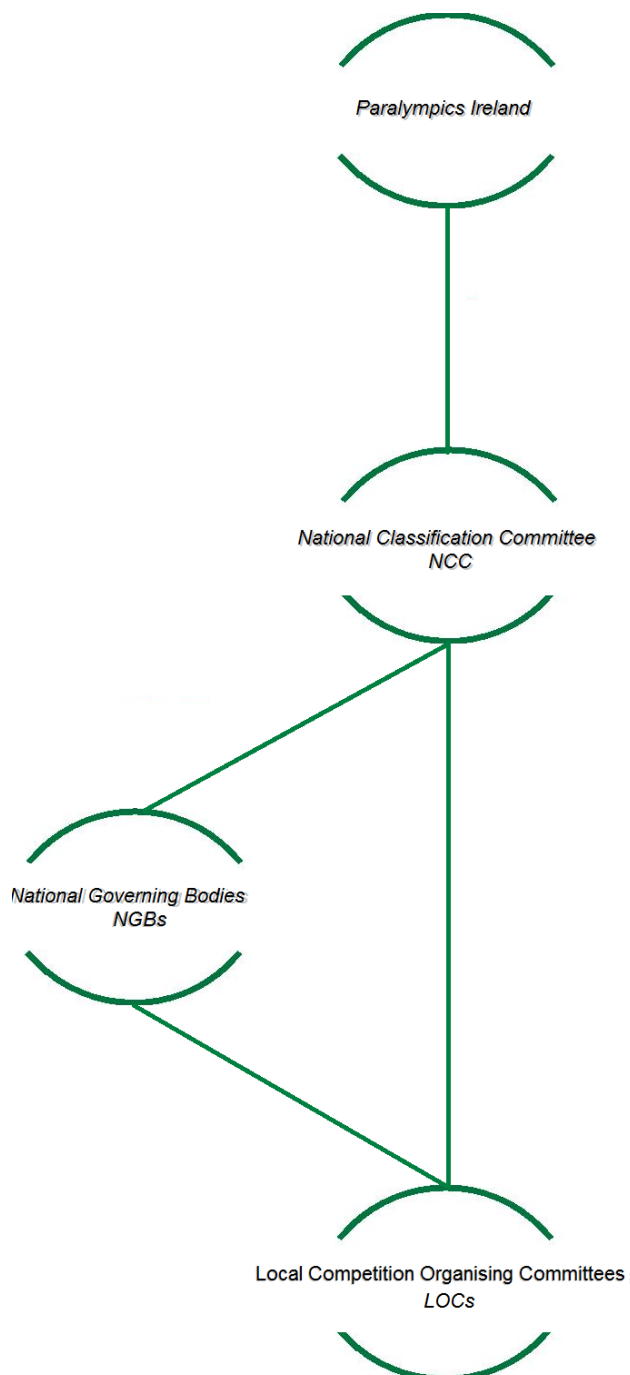 Paralympics Ireland
National Classification Committee
NCC
National Governing Bodies
NGBs
Local Competition Organising Committees
LOCs